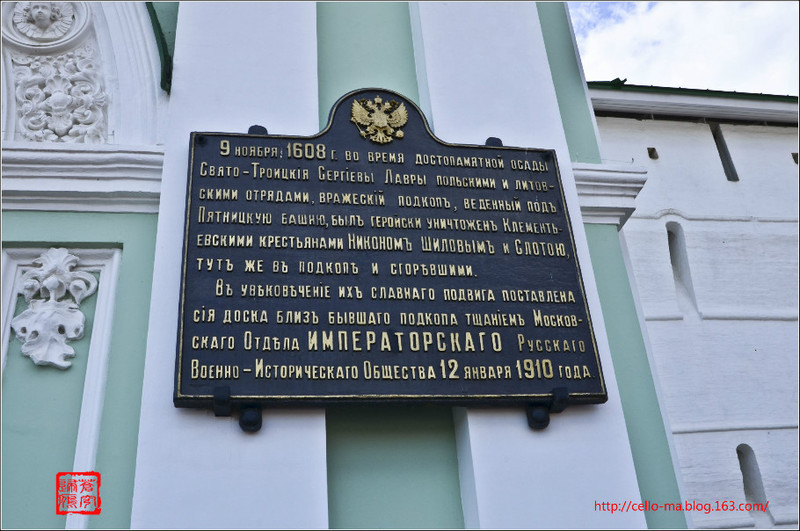 9 ноября, 1608 г. во время достопамятной осады
Свято-Троицкія Сергіевы Лавры польскими и литов-
скими отрядами, вражескій подкопъ, веденный подъ
Пятницкую башню, былъ геройски уничтоженъ Клементь-
евскими крестьянами Никономъ Шиловымъ и Слотою,
тутъ же въ подкопѣ и сгорѣвшими.
Въ увѣковѣченіе ихъ славнаго подвига поставлена
сія доска близъ бывшаго подкопа тщаніемъ Москов-
скаго Отдѣла ИМПЕРАТОРСКАГО Русскаго
Военно-Историческаго Общества 12 января 1910 года.
http://cello-ma.blog.163.com/